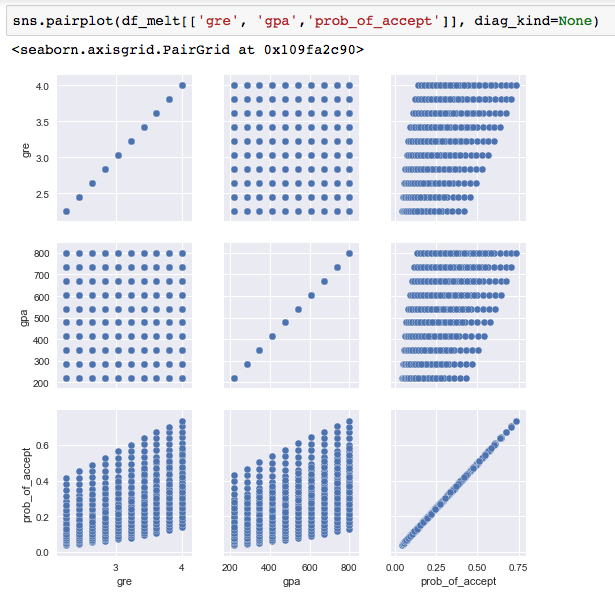 sns.pairplot(df_melt[['gre', 'gpa','prob_of_accept']], diag_kind=None)
<seaborn.axisgrid.PairGrid at 0x109fa2c90>
4.0
3.5
gre
3.0
2.5
800
700
600
gpa
500
400
300
200
0.6
prob_of_accept
0.4
0.2
0.0
3 4 200 400 600 800 0.00 0.25 0.50 0.75
gre gpa prob_of_accept